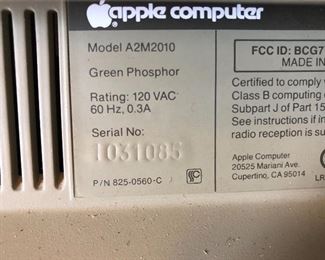 apple computer
Model A2M2010
Green Phosphor
Rating: 120 VAC
60 Hz, 0.3A
Serial No:
1031085
P/N 825-0560-C
FCC ID: BCG7
MADE IN
Certified to comply
Class B computing
Subpart J of Part 15
See instructions if in
radio reception is su
Apple Computer
20525 Mariani Ave.
Cupertino, CA 95014
LR